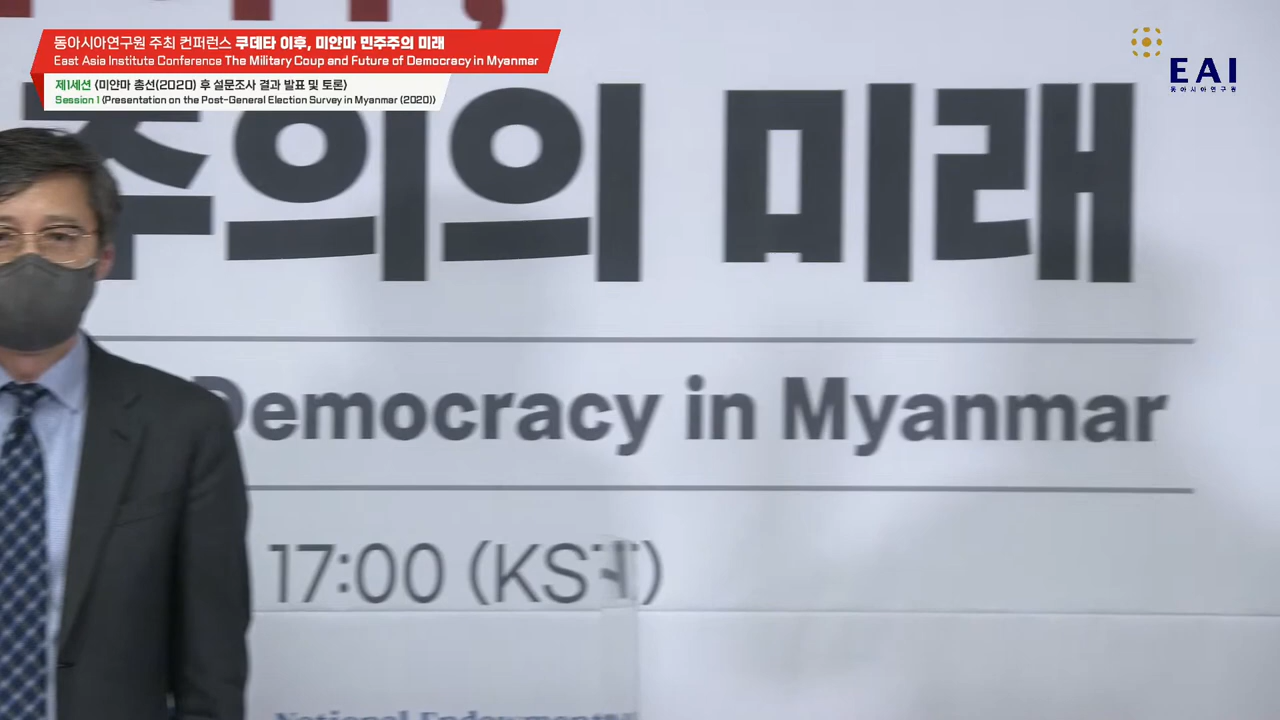 동아시아연구원 주최 컨퍼런스 쿠데타 이후, 미얀마 민주주의 미래
East Asia Institute Conference The Military Coup and Future of Democracy in Myanmar
제1세션 〈미얀마 총선(2020) 후 설문조사 결과 발표 및 토론〉
Session 1 (Presentation on the Post-General Election Survey in Myanmar (2020))
EAI
동아시아연구원
주의의 미래
Democracy in Myanmar
17:00 (KST)
National Endowment